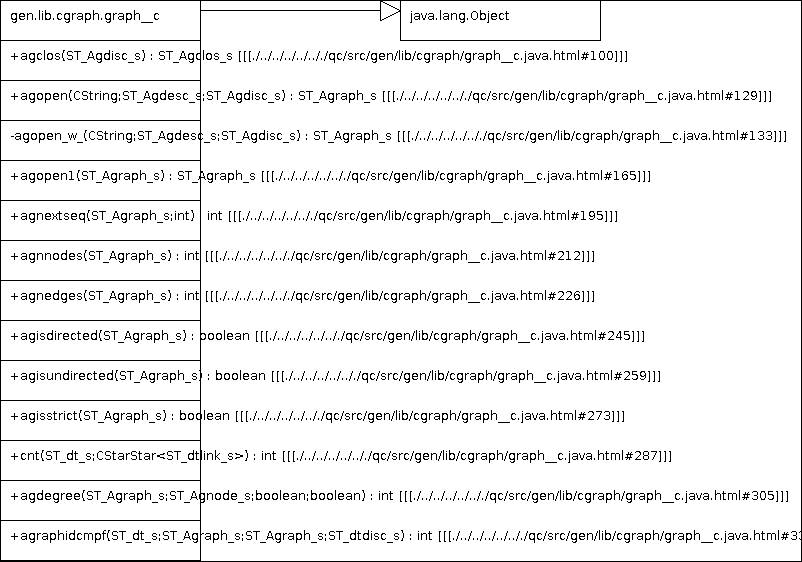 gen.lib.cgraph.graph__c
java.lang.Object
+agclos(ST_Agdisc_s) : ST_Agclos_s [[[./../../../../../../qc/src/gen/lib/cgraph/graph__c.java.html#100]]]
+agopen(CString;ST_Agdesc_s;ST_Agdisc_s) : ST_Agraph_s [[[./../../../../../../qc/src/gen/lib/cgraph/graph__c.java.html#129]]]
-agopen_w_(CString;ST_Agdesc_s;ST_Agdisc_s) : ST_Agraph_s [[[./../../../../../../qc/src/gen/lib/cgraph/graph__c.java.html#133]]]
+agopen1(ST_Agraph_s) : ST_Agraph_s [[[./../../../../../../qc/src/gen/lib/cgraph/graph__c.java.html#165]]]
+agnextseq(ST_Agraph_s;int) : int [[[./../../../../../../qc/src/gen/lib/cgraph/graph__c.java.html#195]]]
+agnnodes(ST_Agraph_s) : int [[[./../../../../../../qc/src/gen/lib/cgraph/graph__c.java.html#212]]]
+agnedges(ST_Agraph_s) : int [[[./../../../../../../qc/src/gen/lib/cgraph/graph__c.java.html#226]]]
+agisdirected(ST_Agraph_s) : boolean [[[./../../../../../../qc/src/gen/lib/cgraph/graph__c.java.html#245]]]
+agisundirected(ST_Agraph_s) : boolean [[[./../../../../../../qc/src/gen/lib/cgraph/graph__c.java.html#259]]]
+agisstrict(ST_Agraph_s) : boolean [[[./../../../../../../qc/src/gen/lib/cgraph/graph__c.java.html#273]]]
+cnt(ST_dt_s;CStarStar<ST_dtlink_s>) : int [[[./../../../../../../qc/src/gen/lib/cgraph/graph__c.java.html#287]]]
+agdegree(ST_Agraph_s;ST_Agnode_s;boolean;boolean) : int [[[./../../../../../../qc/src/gen/lib/cgraph/graph__c.java.html#305]]]
+agraphidcmpf(ST_dt_s;ST_Agraph_s;ST_Agraph_s;ST_dtdisc_s) : int [[[./../../../../../../qc/src/gen/lib/cgraph/graph__c.java.html#3